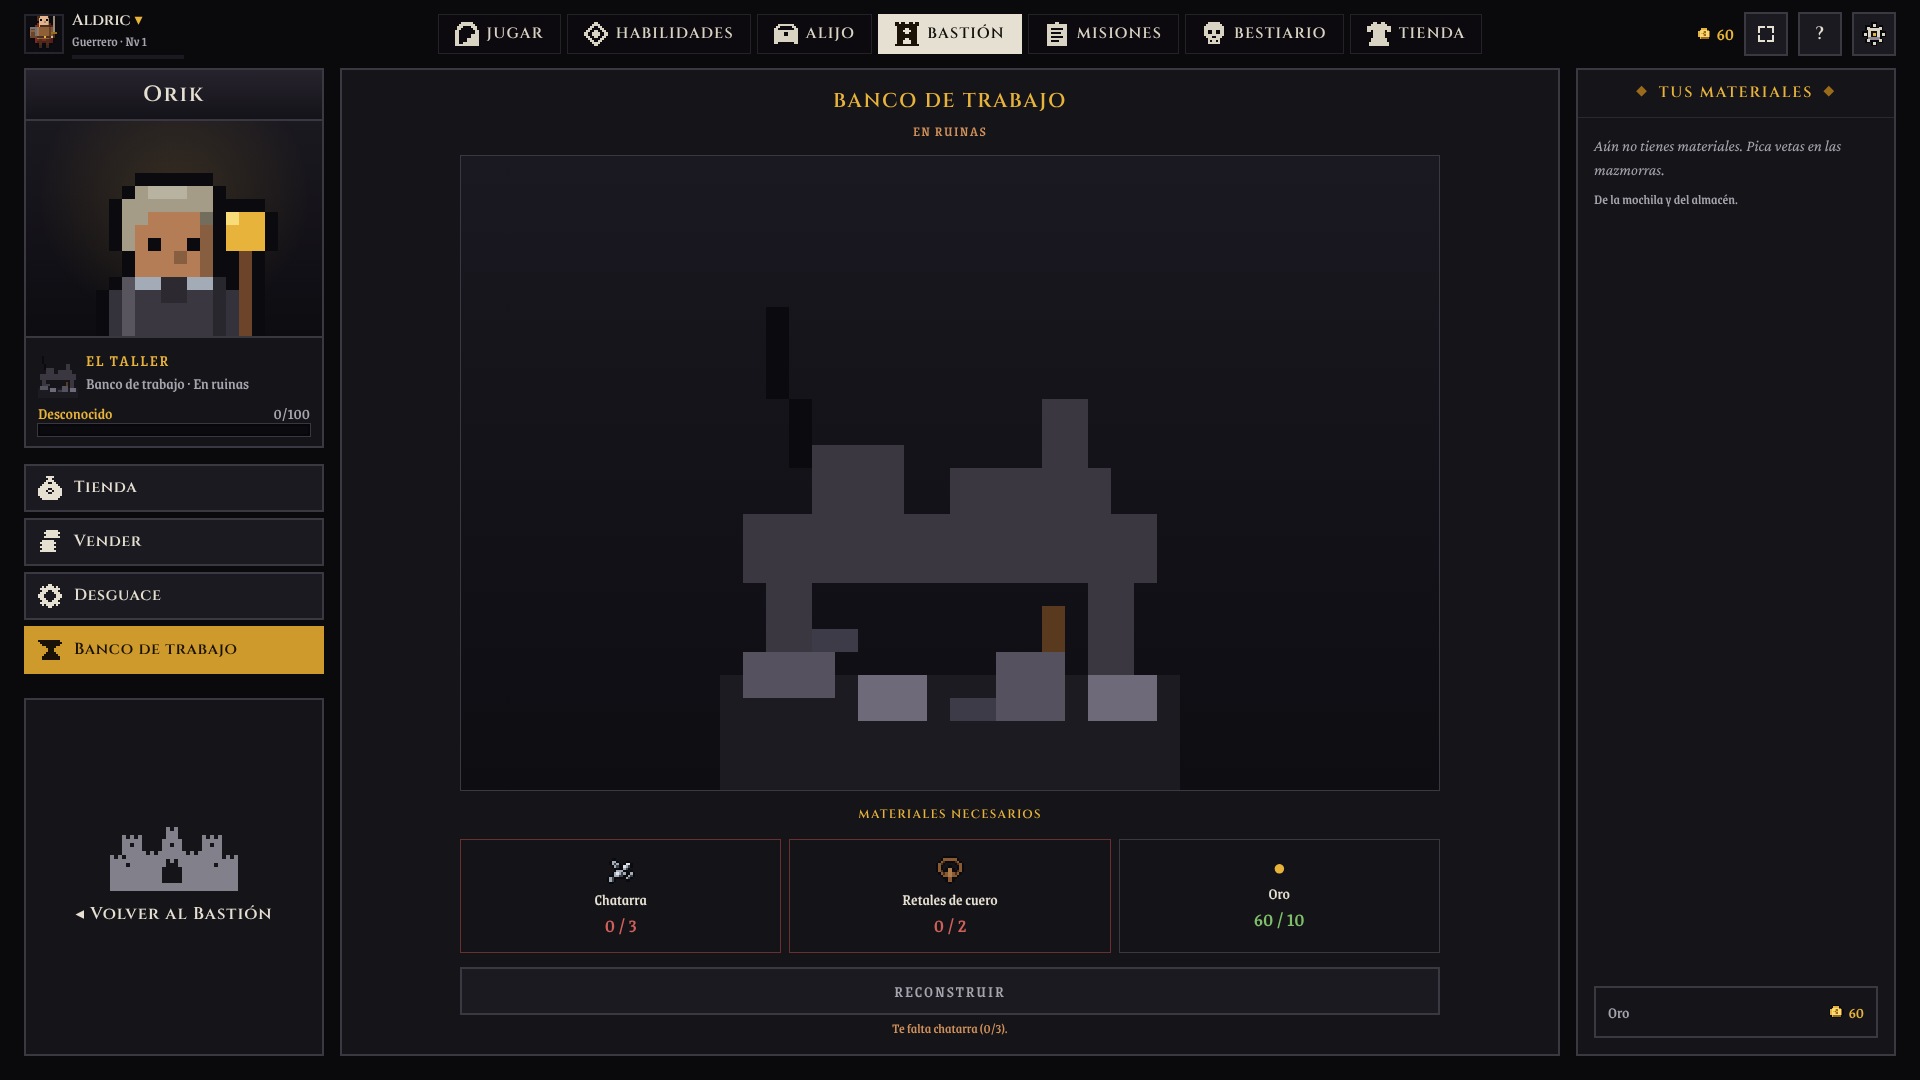 ALDRIC ▼
Guerrero · Nv 1
JUGAR
HABILIDADES
ALIJO
BASTIÓN
MISIONES
BESTIARIO
TIENDA
60
?
ORIK
EL TALLER
Banco de trabajo · En ruinas
Desconocido 0/100
TIENDA
VENDER
DESGUACE
BANCO DE TRABAJO
◂ VOLVER AL BASTIÓN
BANCO DE TRABAJO
EN RUINAS
MATERIALES NECESARIOS
Chatarra
0 / 3
Retales de cuero
0 / 2
Oro
60 / 10
RECONSTRUIR
Te falta chatarra (0/3).
◆ TUS MATERIALES ◆
Aún no tienes materiales. Pica vetas en las
mazmorras.
De la mochila y del almacén.
Oro 60